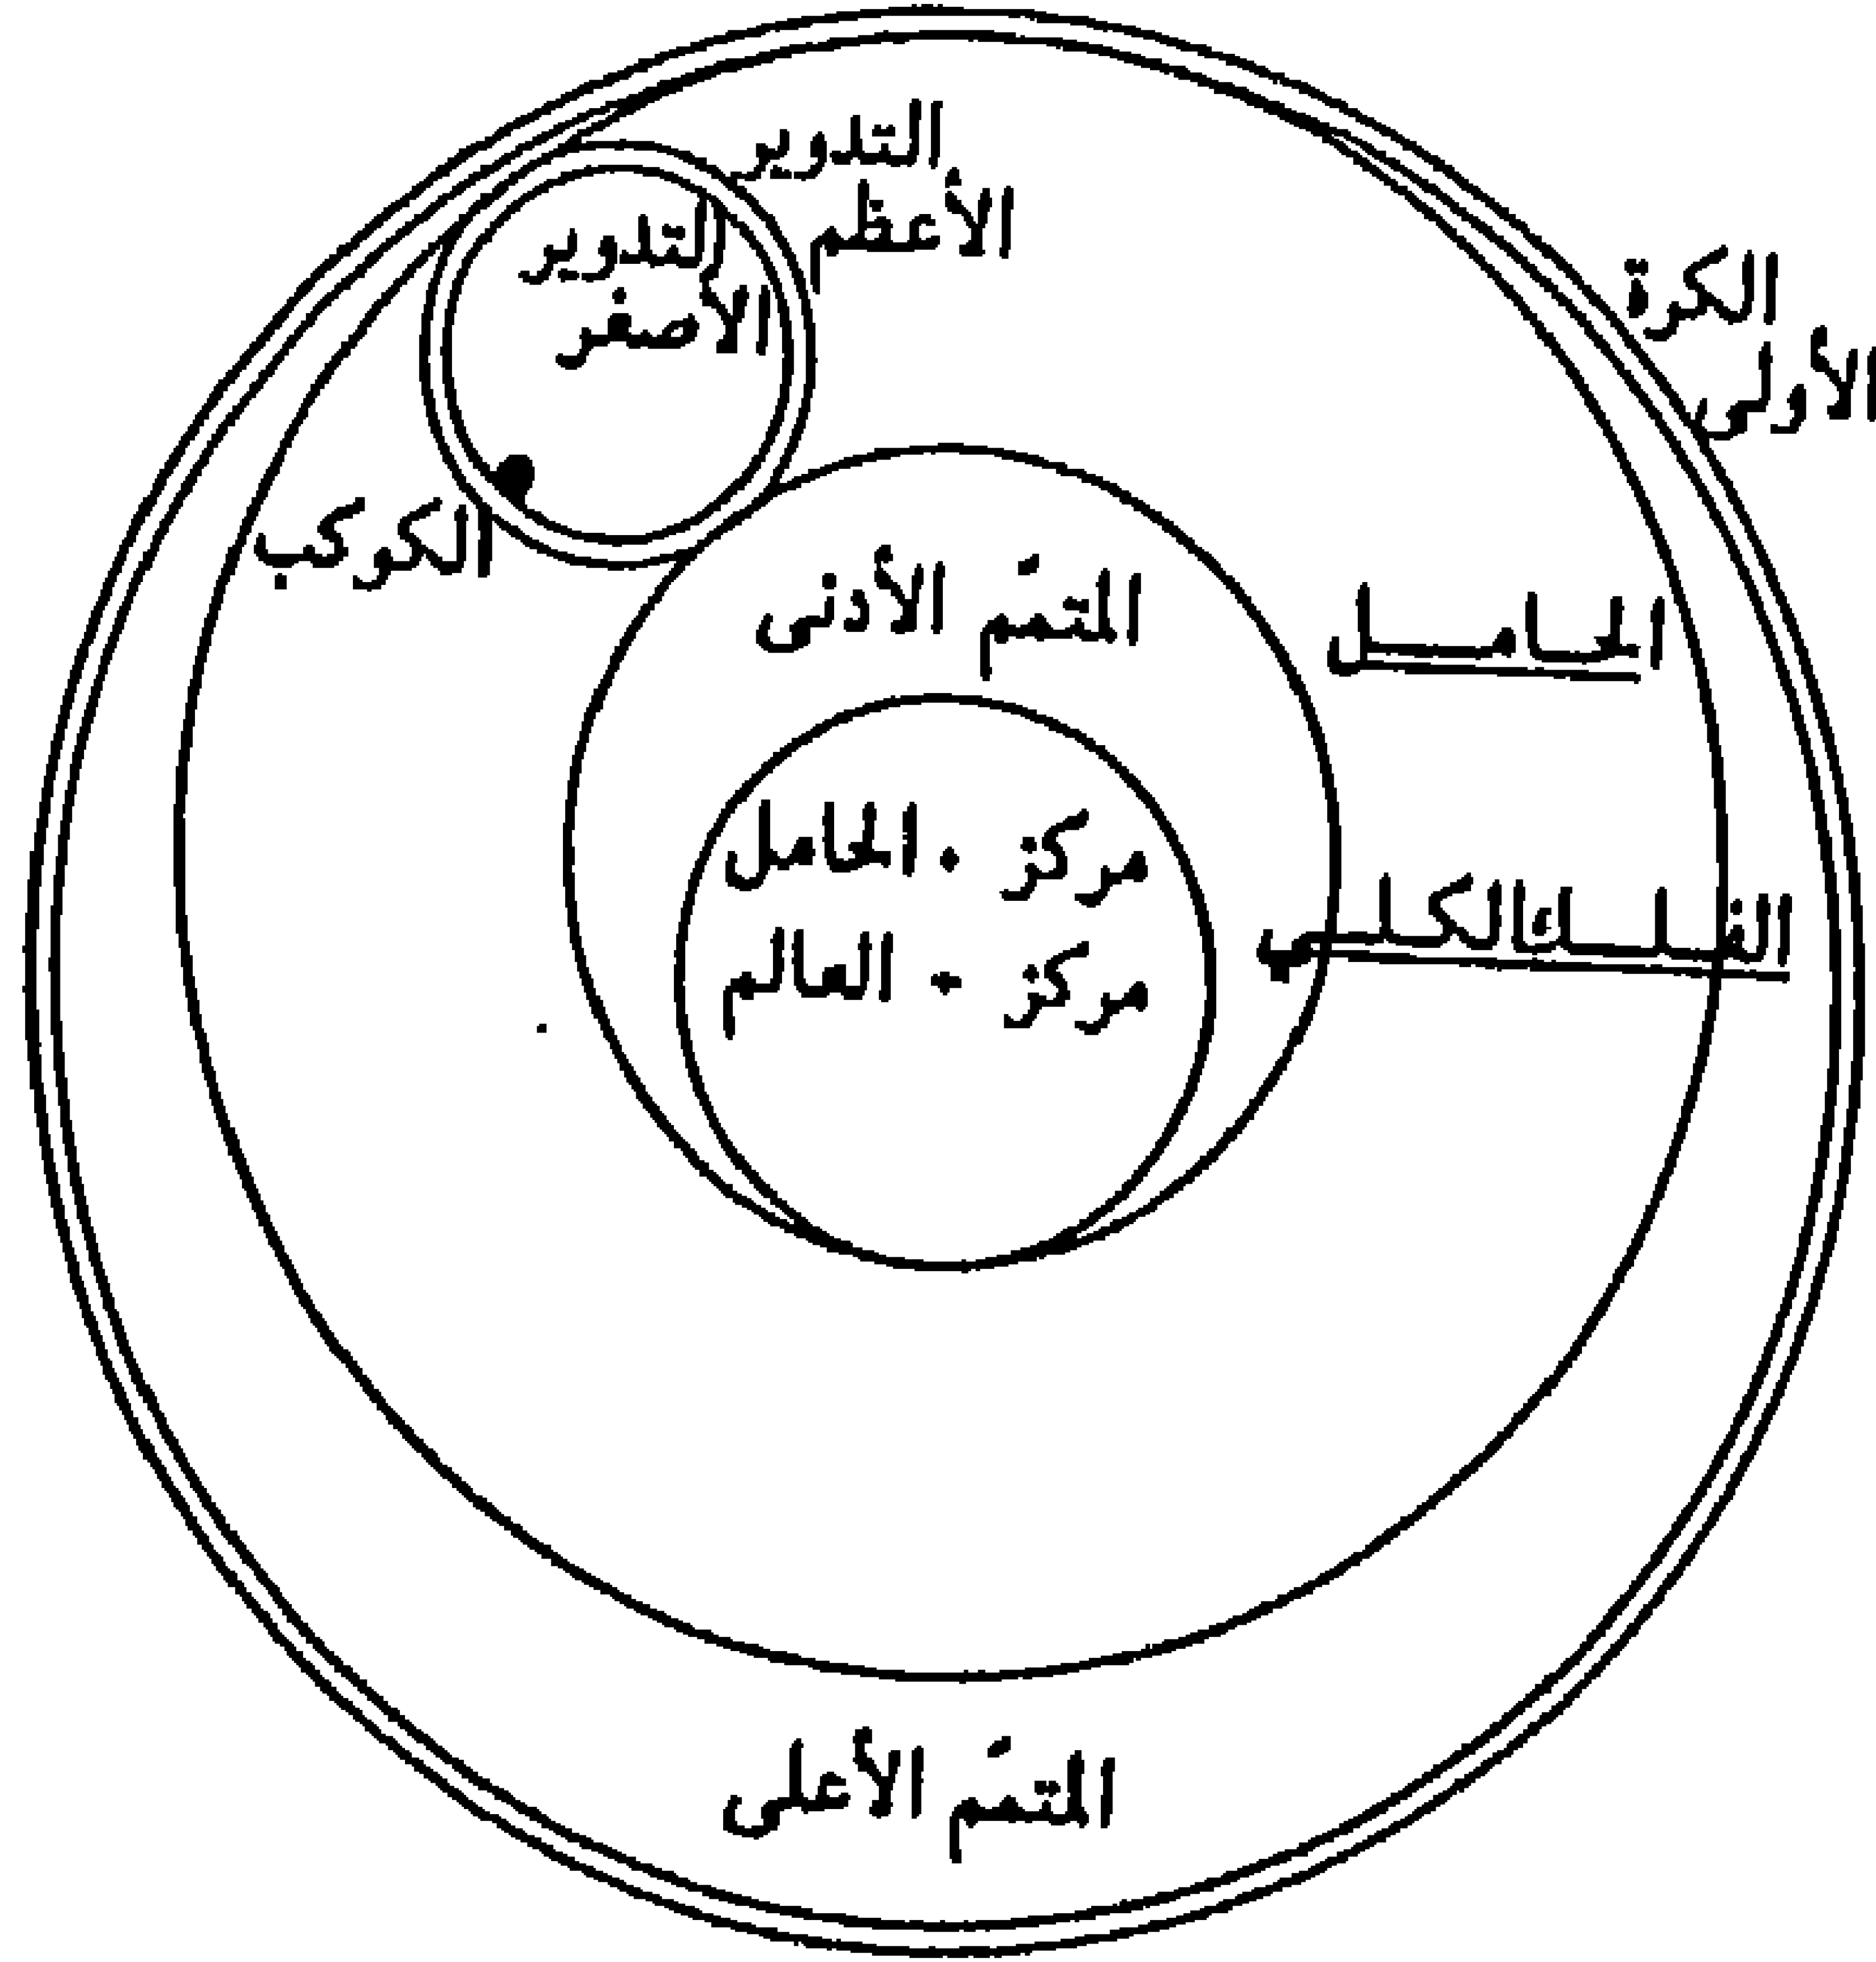 التدوير
الأعظم
التدوير
الأصغر
الكرة
الأولى
الكوكب
المتمّم الأدنى
الحامل
مركز . الحامل
الفلك الكلي
مركز . العالم
المتمّم الأعلى